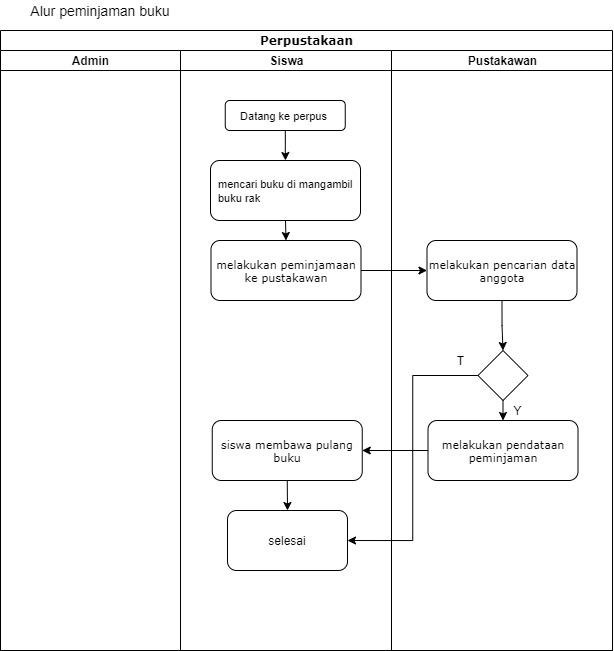 Alur peminjaman buku
Perpustakaan
Admin
Siswa
Pustakawan
Datang ke perpus
mencari buku di mangambil
buku rak
melakukan peminjamaan
ke pustakawan
melakukan pencarian data
anggota
T
Y
siswa membawa pulang
buku
melakukan pendataan
peminjaman
selesai